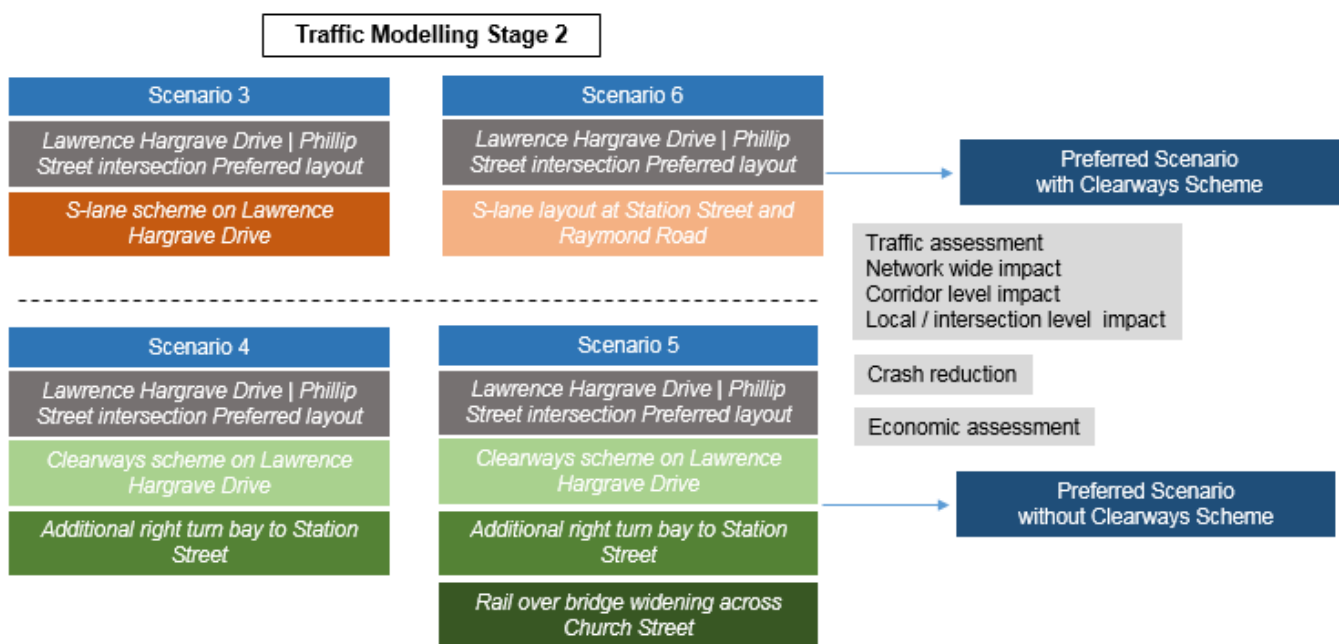 Traffic Modelling Stage 2
Scenario 3
Lawrence Hargrave Drive | Phillip
Street intersection Preferred layout
S-lane scheme on Lawrence
Hargrave Drive
Scenario 6
Lawrence Hargrave Drive | Phillip
Street intersection Preferred layout
S-lane layout at Station Street and
Raymond Road
Preferred Scenario
with Clearways Scheme
Traffic assessment
Network wide impact
Corridor level impact
Local / intersection level impact
Crash reduction
Economic assessment
Scenario 4
Lawrence Hargrave Drive | Phillip
Street intersection Preferred layout
Clearways scheme on Lawrence
Hargrave Drive
Additional right turn bay to Station
Street
Scenario 5
Lawrence Hargrave Drive | Phillip
Street intersection Preferred layout
Clearways scheme on Lawrence
Hargrave Drive
Additional right turn bay to Station
Street
Rail over bridge widening across
Church Street
Preferred Scenario
without Clearways Scheme